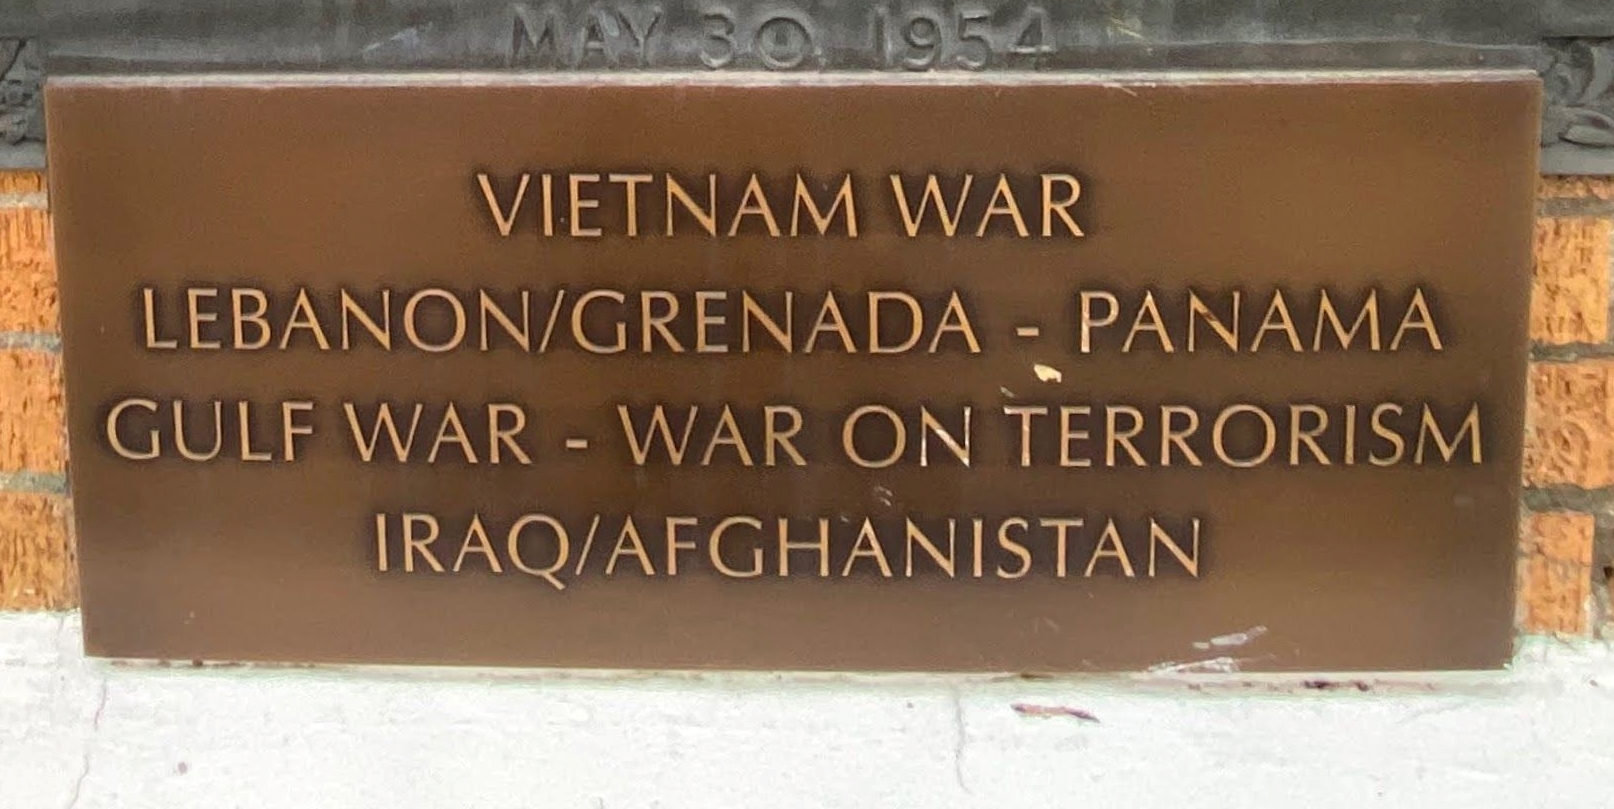 MAY 30, 1954
VIETNAM WAR
LEBANON/GRENADA - PANAMA
GULF WAR - WAR ON TERRORISM
IRAQ/AFGHANISTAN